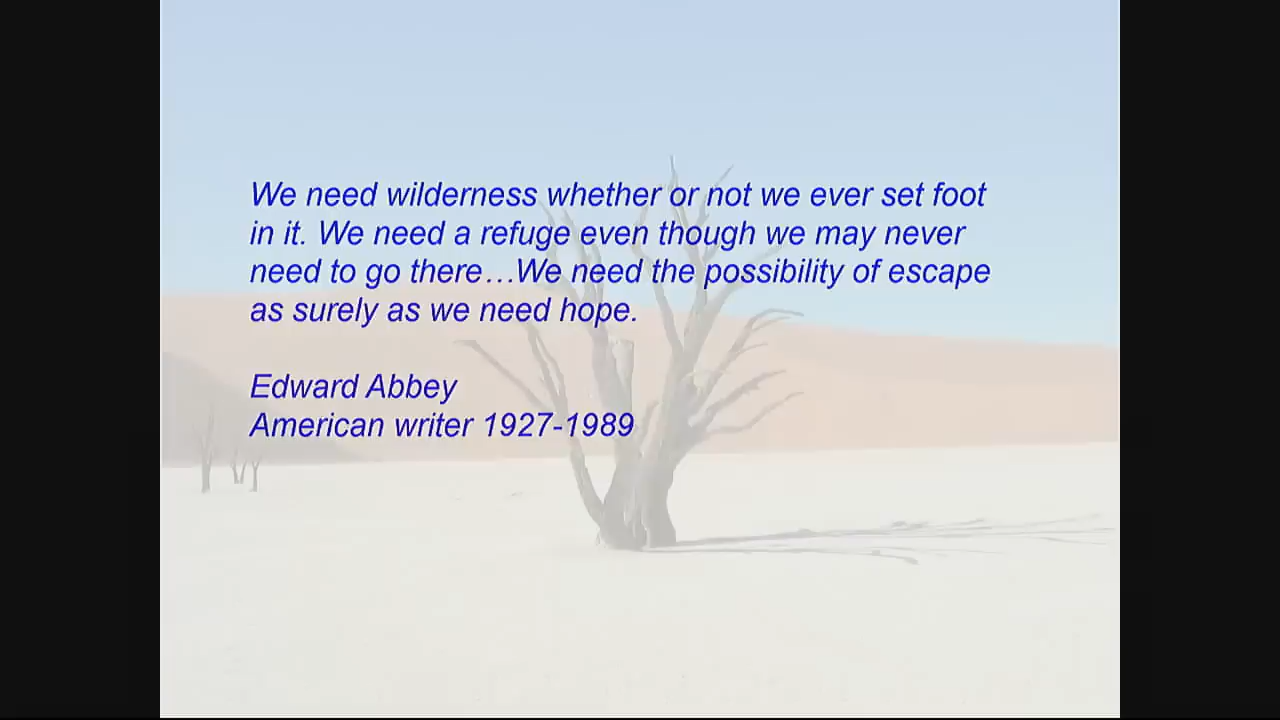 We need wilderness whether or not we ever set foot
in it. We need a refuge even though we may never
need to go there…We need the possibility of escape
as surely as we need hope.
Edward Abbey
American writer 1927-1989